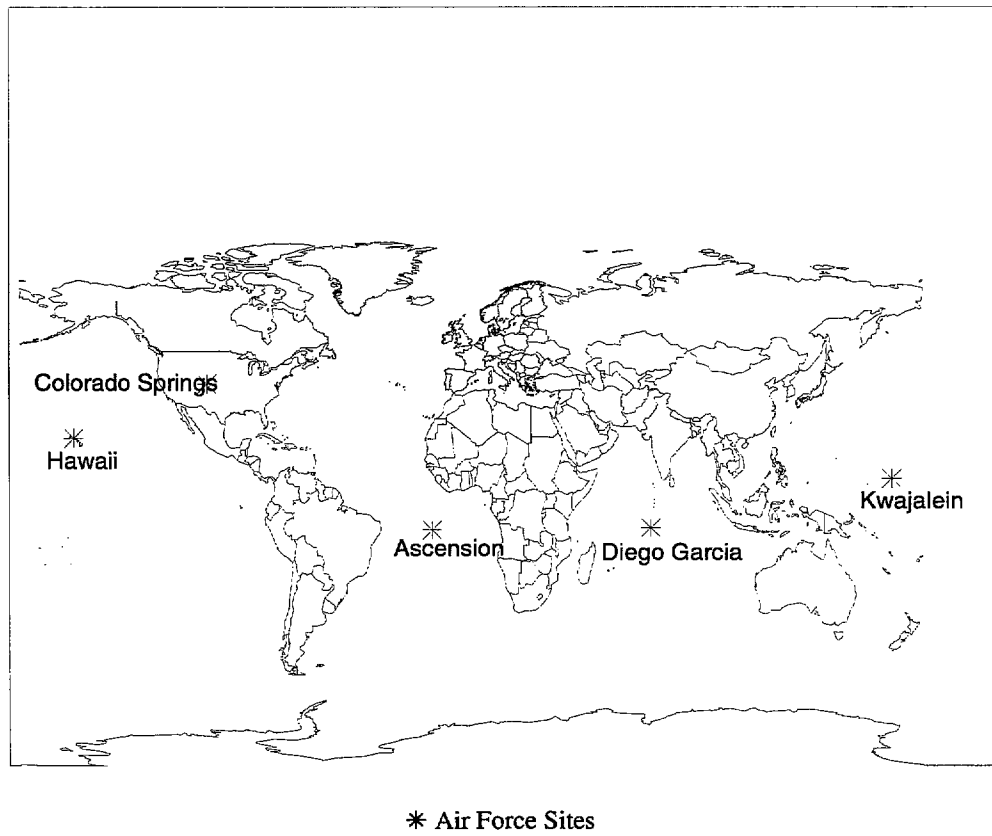 Colorado Springs
Hawaii
Kwajalein
Ascension
Diego Garcia
* Air Force Sites